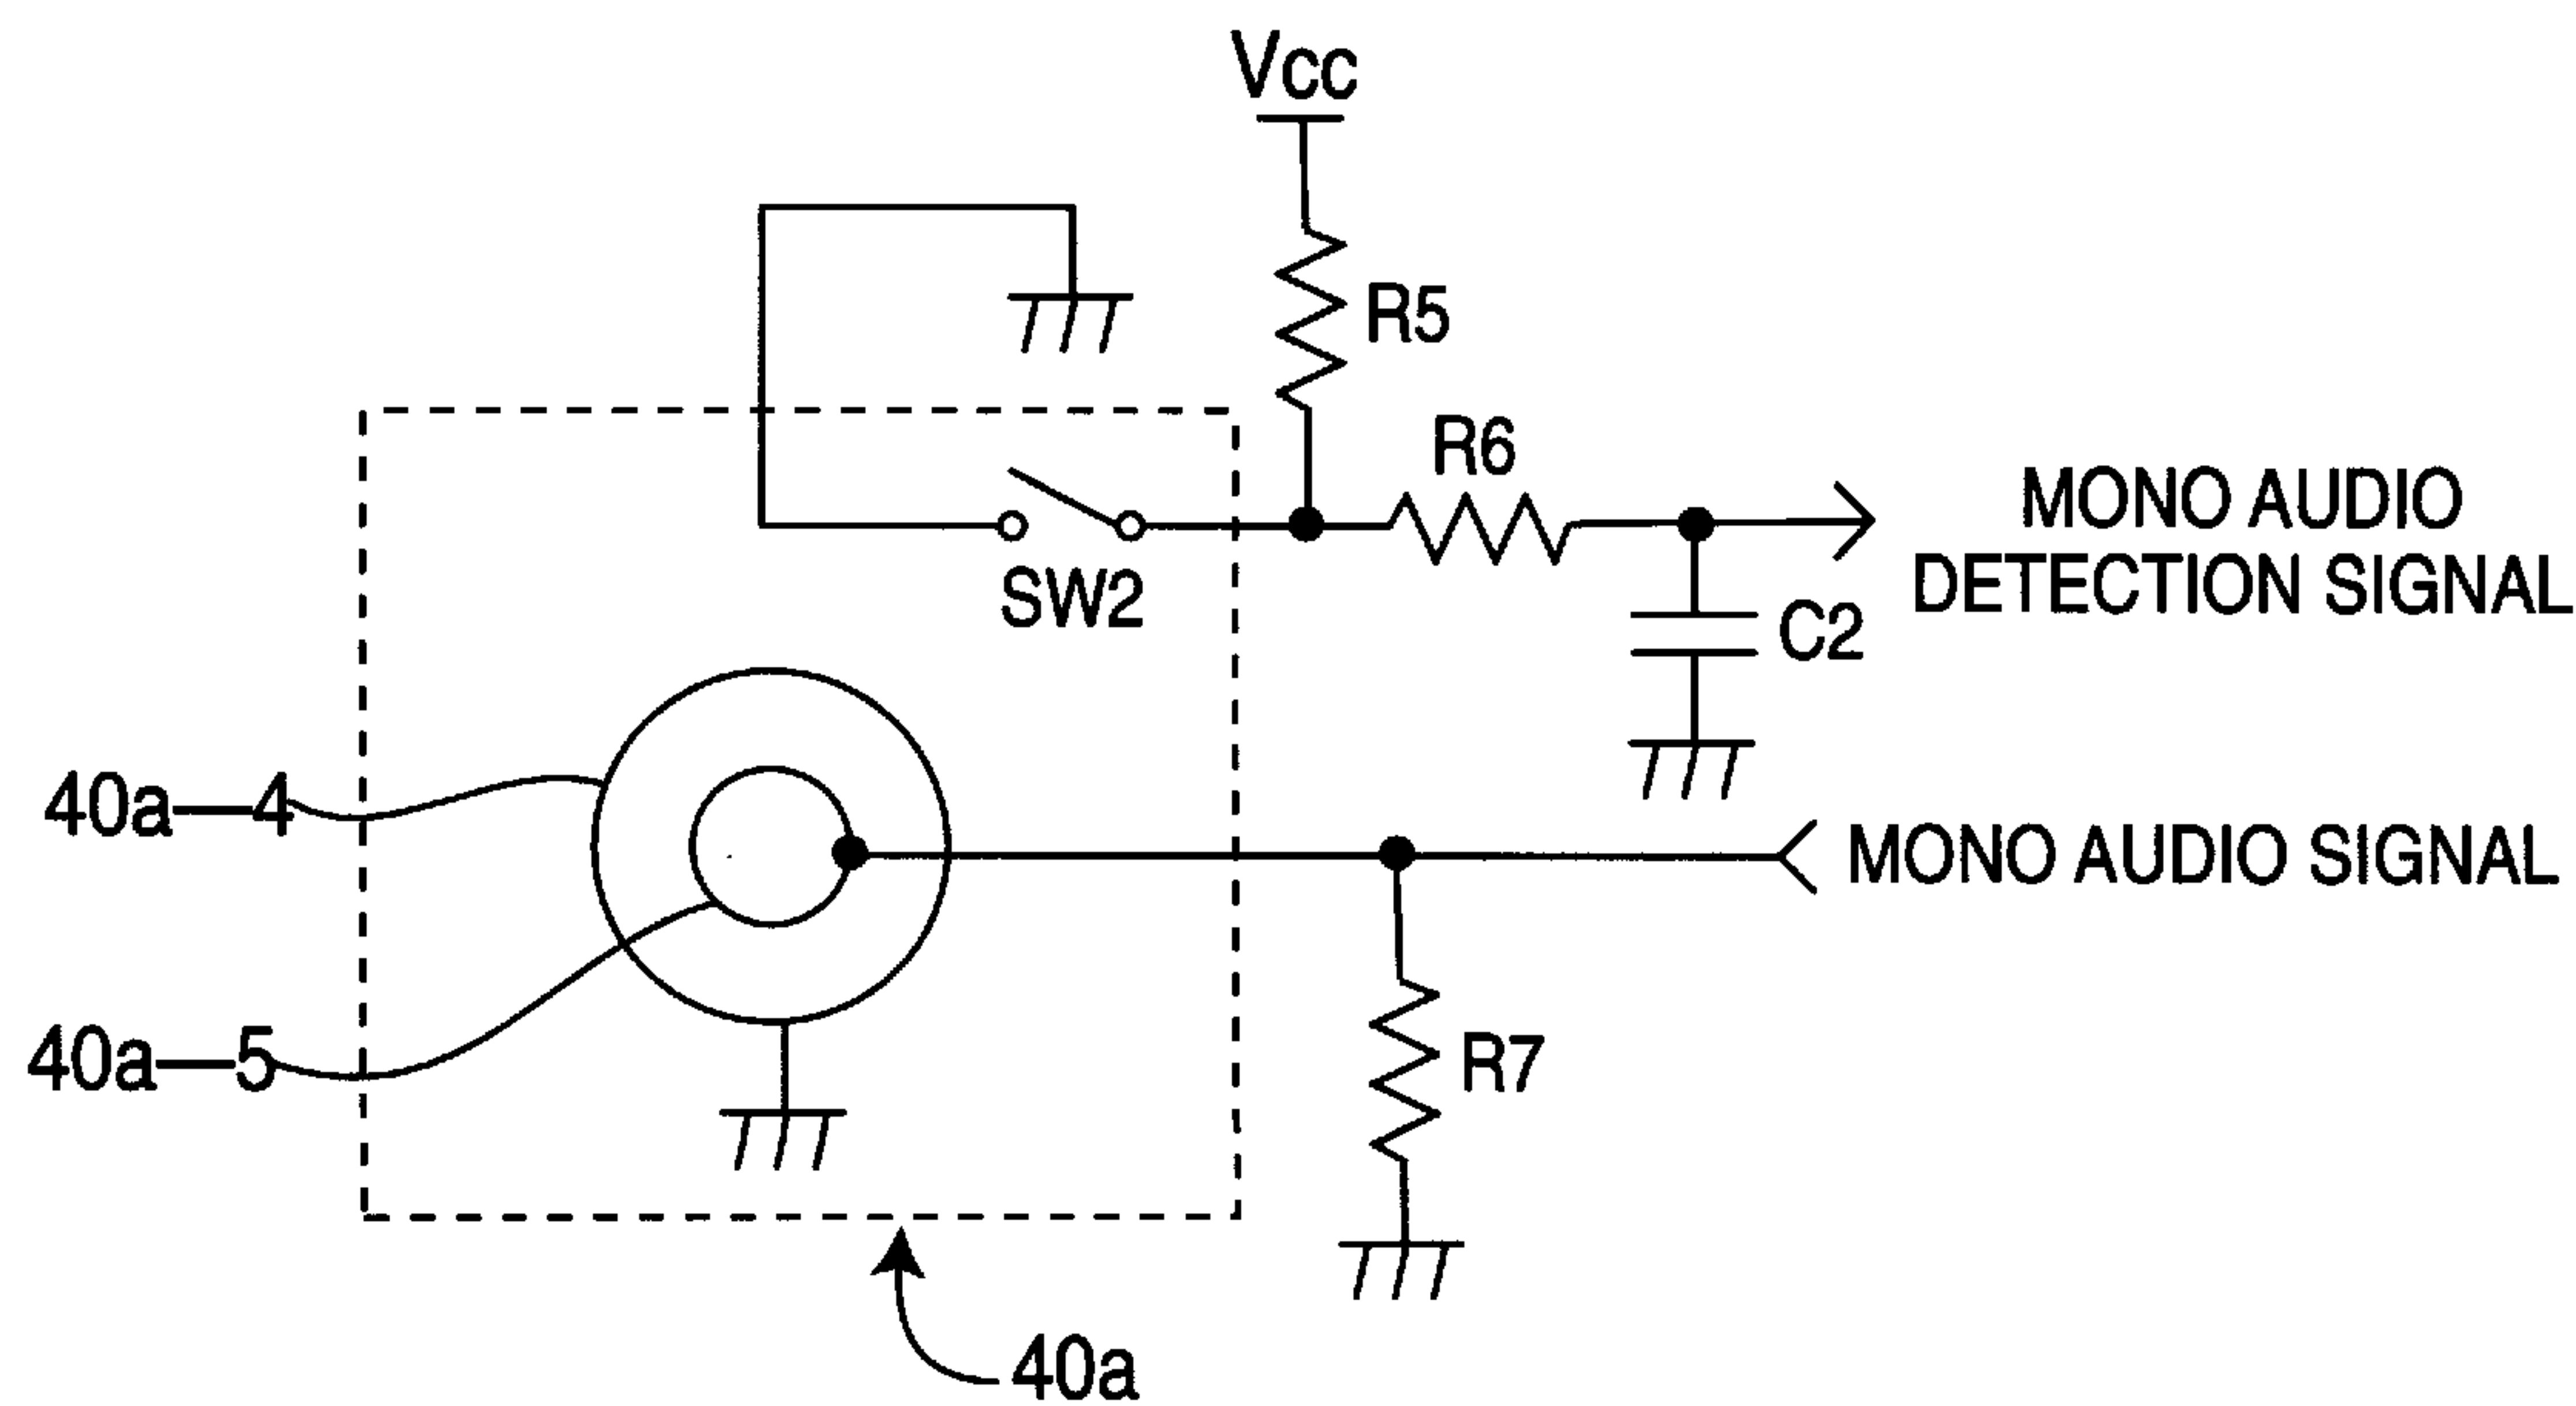 Vcc
R5
R6
MONO AUDIO
DETECTION SIGNAL
SW2
C2
40a—4
MONO AUDIO SIGNAL
40a—5
R7
40a